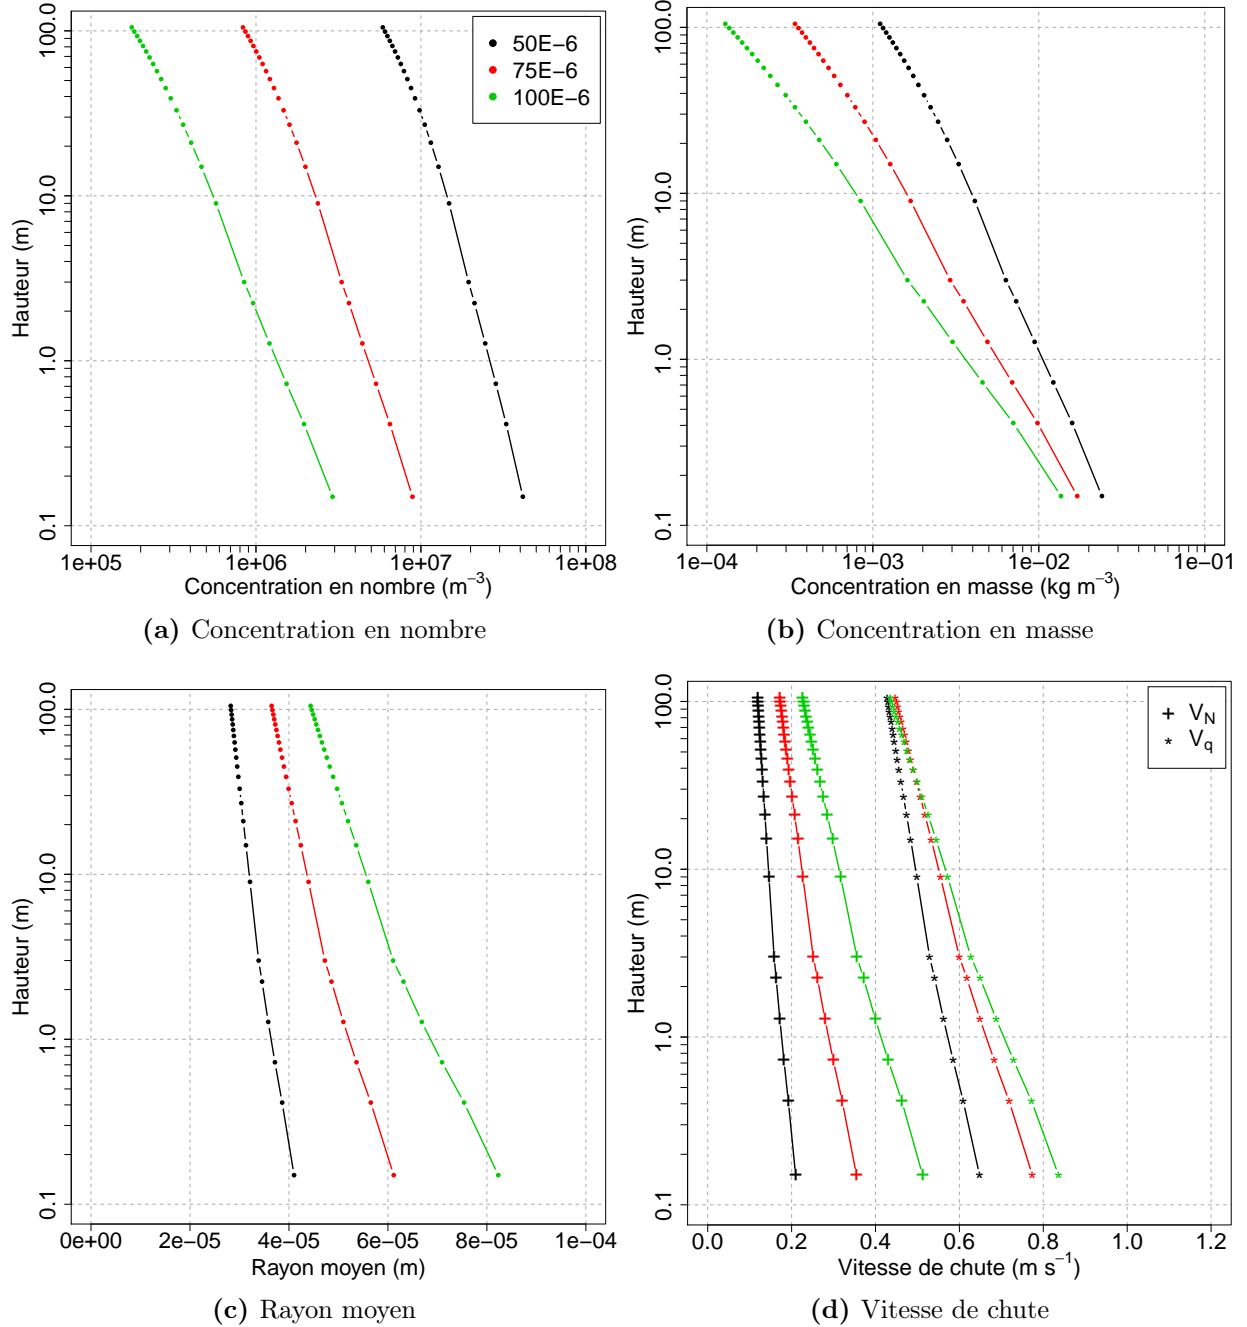 100.0
10.0
1.0
0.1
Hauteur (m)
50E−6
75E−6
100E−6
1e+05 1e+06 1e+07 1e+08
Concentration en nombre (m⁻³)
(a) Concentration en nombre
100.0
10.0
1.0
0.1
Hauteur (m)
1e−04 1e−03 1e−02 1e−01
Concentration en masse (kg m⁻³)
(b) Concentration en masse
100.0
10.0
1.0
0.1
Hauteur (m)
0e+00 2e−05 4e−05 6e−05 8e−05 1e−04
Rayon moyen (m)
(c) Rayon moyen
100.0
10.0
1.0
0.1
Hauteur (m)
V_N
V_q
0.0 0.2 0.4 0.6 0.8 1.0 1.2
Vitesse de chute (m s⁻¹)
(d) Vitesse de chute